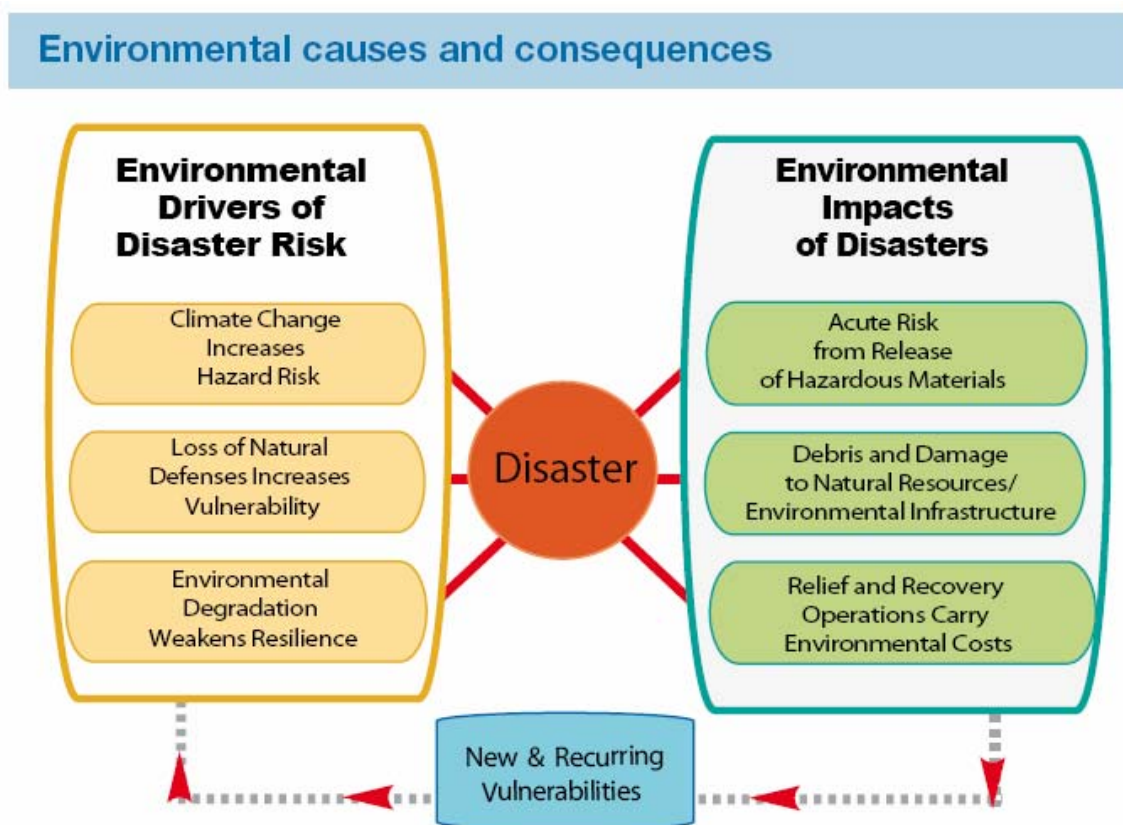 Environmental causes and consequences
Environmental
Drivers of
Disaster Risk
Climate Change
Increases
Hazard Risk
Loss of Natural
Defenses Increases
Vulnerability
Environmental
Degradation
Weakens Resilience
Disaster
Environmental
Impacts
of Disasters
Acute Risk
from Release
of Hazardous Materials
Debris and Damage
to Natural Resources/
Environmental Infrastructure
Relief and Recovery
Operations Carry
Environmental Costs
New & Recurring
Vulnerabilities